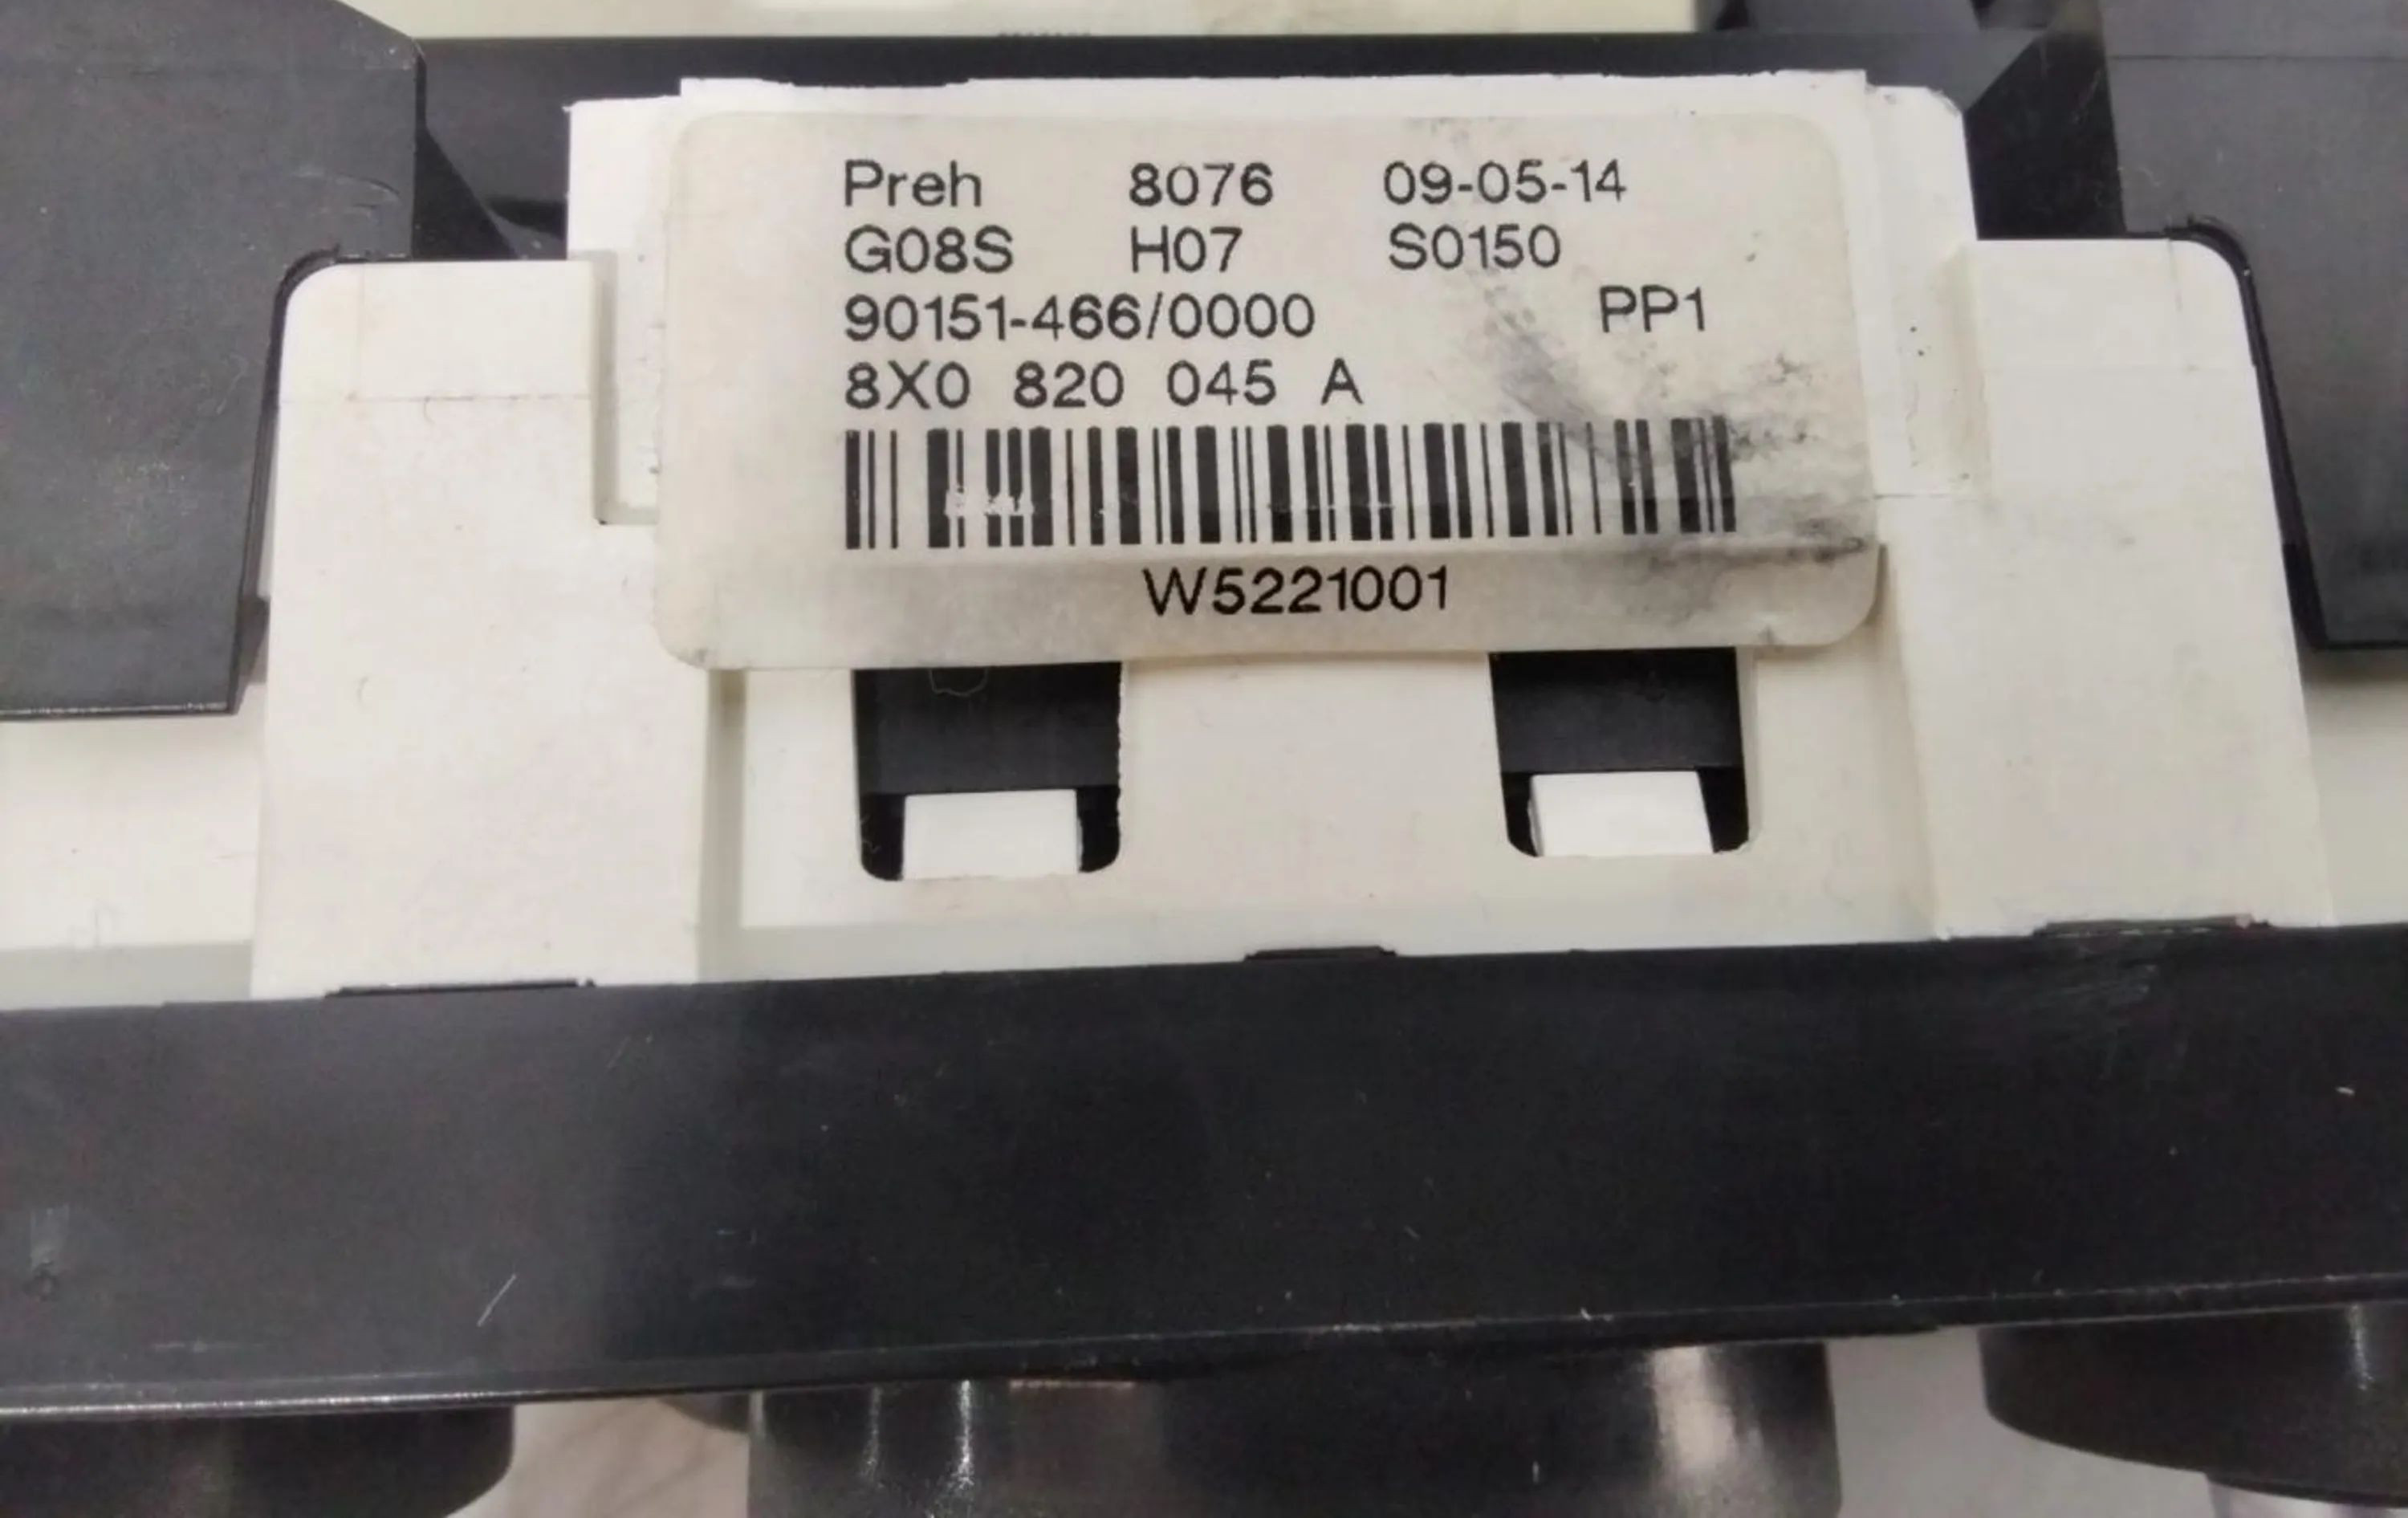 Preh 8076 09-05-14
G08S H07 S0150
90151-466/0000 PP1
8X0 820 045 A
W5221001